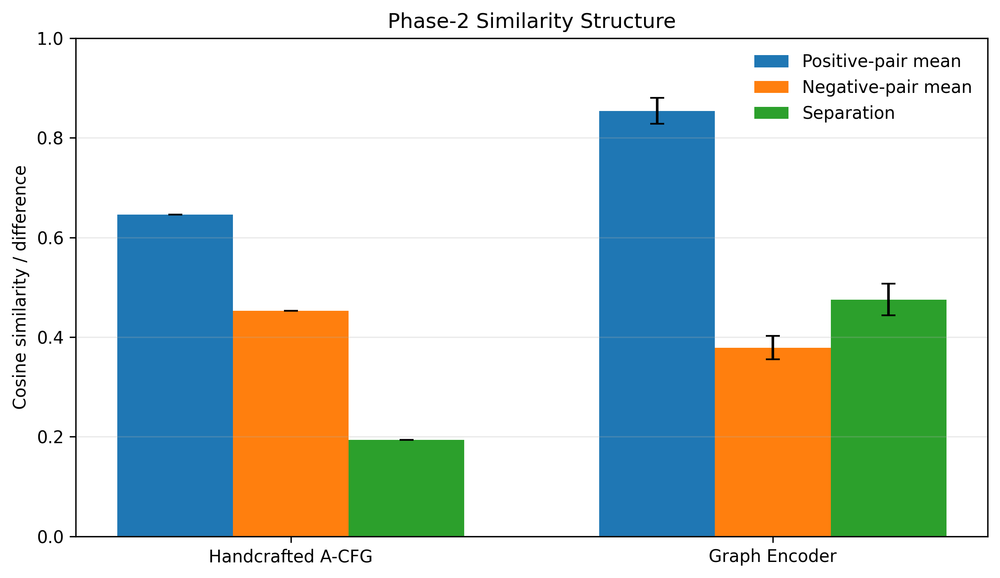 Phase-2 Similarity Structure
1.0
0.8
0.6
0.4
0.2
0.0
Cosine similarity / difference
Positive-pair mean
Negative-pair mean
Separation
Handcrafted A-CFG
Graph Encoder